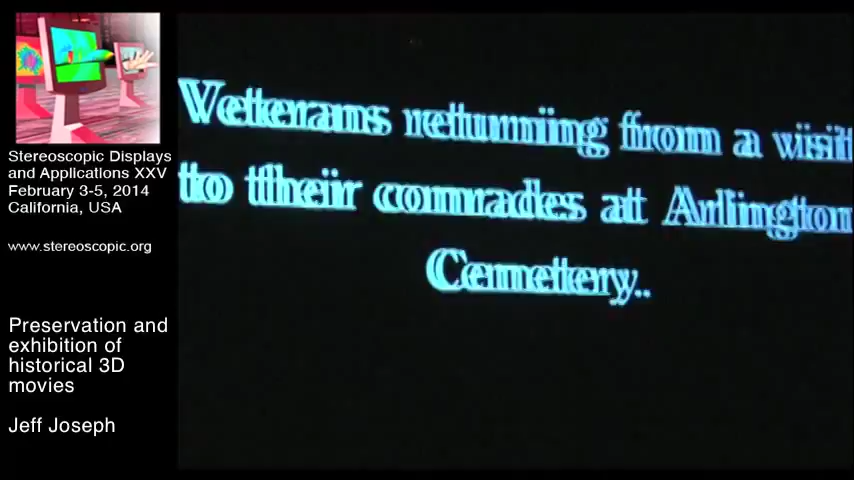 Stereoscopic Displays
and Applications XXV
February 3-5, 2014
California, USA
www.stereoscopic.org
Preservation and
exhibition of
historical 3D
movies
Jeff Joseph
Veterans returning from a visit
to their comrades at Arlington
Cemetery.